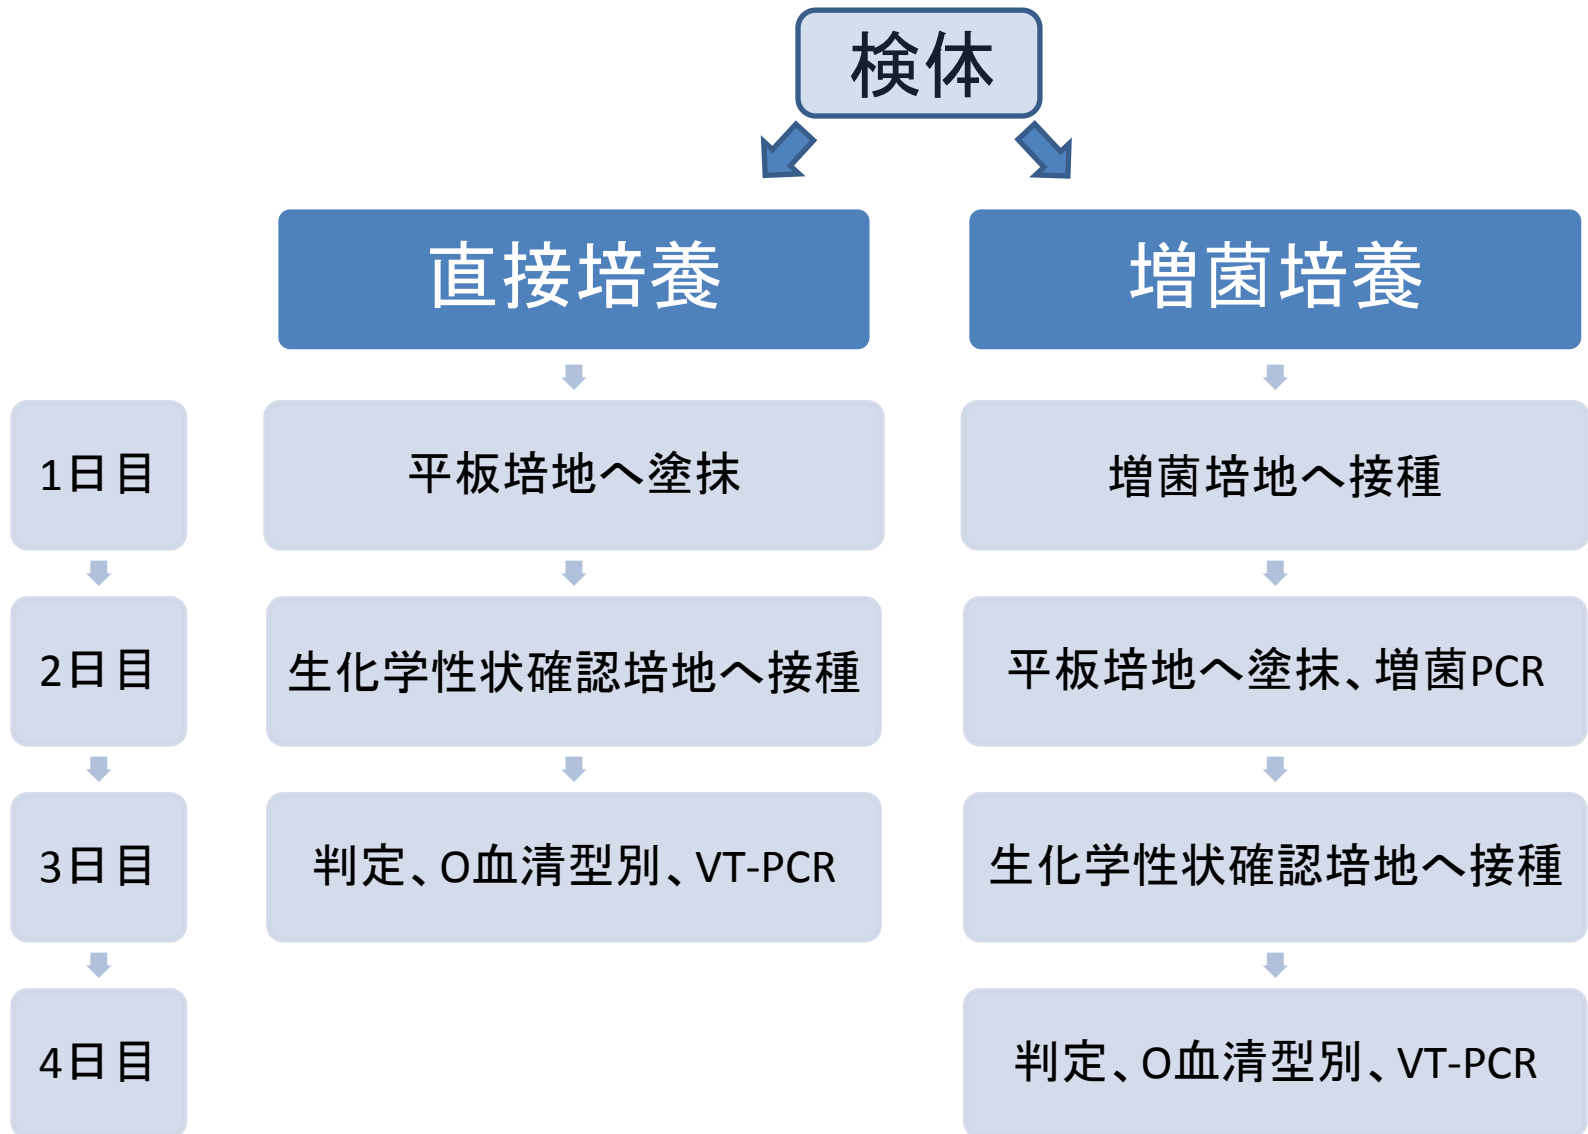 検体
直接培養
増菌培養
1日目
平板培地へ塗抹
増菌培地へ接種
2日目
生化学性状確認培地へ接種
平板培地へ塗抹、増菌PCR
3日目
判定、O血清型別、VT-PCR
生化学性状確認培地へ接種
4日目
判定、O血清型別、VT-PCR